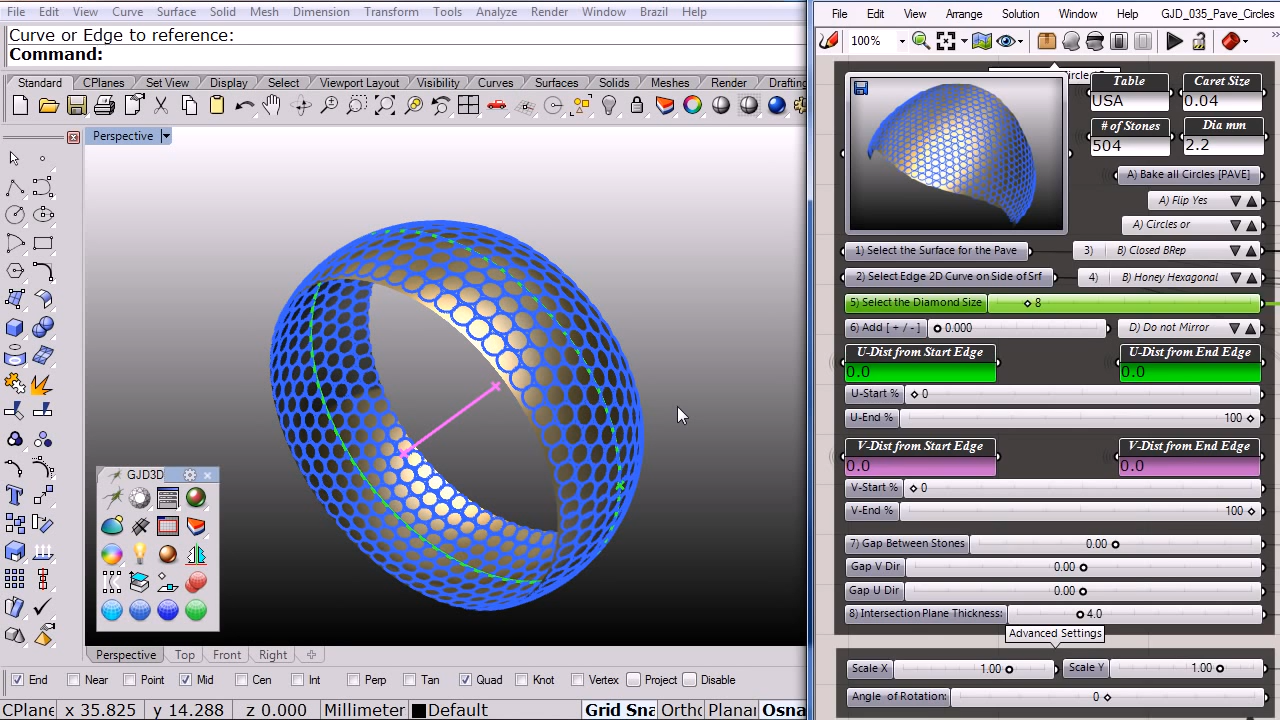 File Edit View Curve Surface Solid Mesh Dimension Transform Tools Analyze Render Window Brazil Help
Curve or Edge to reference:
Command:
Standard CPlanes Set View Display Select Viewport Layout Visibility Curves Surfaces Solids Meshes Render Drafting
Perspective
GJD3D
Perspective Top Front Right
End Near Point Mid Cen Int Perp Tan Quad Knot Vertex Project Disable
CPlane x 35.825 y 14.288 z 0.000 Millimeter Default Grid Sna Ortho Planar Osna
File Edit View Arrange Solution Window Help GJD_035_Pave_Circles
100%
Table
USA
Caret Size
0.04
# of Stones
504
Dia mm
2.2
A) Bake all Circles [PAVE]
A) Flip Yes
A) Circles or
1) Select the Surface for the Pave
3) B) Closed BRep
2) Select Edge 2D Curve on Side of Srf
4) B) Honey Hexagonal
5) Select the Diamond Size 8
6) Add [ + / - ] 0.000
D) Do not Mirror
U-Dist from Start Edge
0.0
U-Dist from End Edge
0.0
U-Start % 0
U-End % 100
V-Dist from Start Edge
0.0
V-Dist from End Edge
0.0
V-Start % 0
V-End % 100
7) Gap Between Stones 0.00
Gap V Dir 0.00
Gap U Dir 0.00
8) Intersection Plane Thickness: 4.0
Advanced Settings
Scale X 1.00
Scale Y 1.00
Angle of Rotation: 0